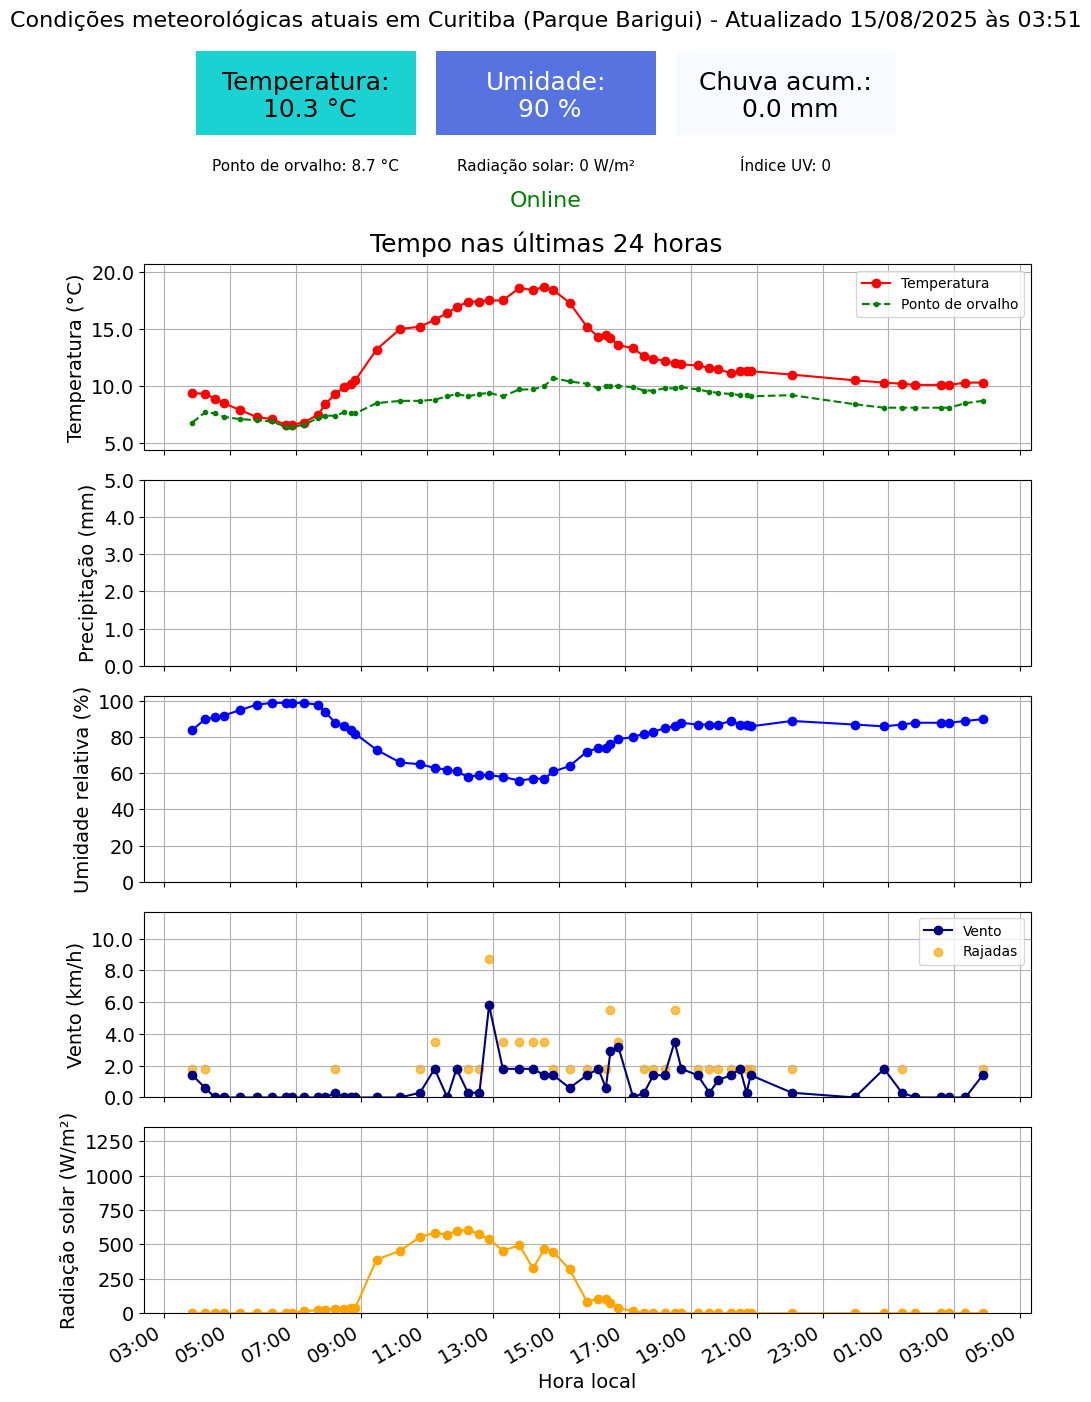 Condições meteorológicas atuais em Curitiba (Parque Barigui) - Atualizado 15/08/2025 às 03:51
Temperatura:
10.3 °C
Umidade:
90 %
Chuva acum.:
0.0 mm
Ponto de orvalho: 8.7 °C
Radiação solar: 0 W/m²
Índice UV: 0
Online
Tempo nas últimas 24 horas
Temperatura (°C)
20.0
15.0
10.0
5.0
Temperatura
Ponto de orvalho
Precipitação (mm)
5.0
4.0
3.0
2.0
1.0
0.0
Umidade relativa (%)
100
80
60
40
20
0
Vento (km/h)
10.0
8.0
6.0
4.0
2.0
0.0
Vento
Rajadas
Radiação solar (W/m²)
1250
1000
750
500
250
0
03:00
05:00
07:00
09:00
11:00
13:00
15:00
17:00
19:00
21:00
23:00
01:00
03:00
05:00
Hora local